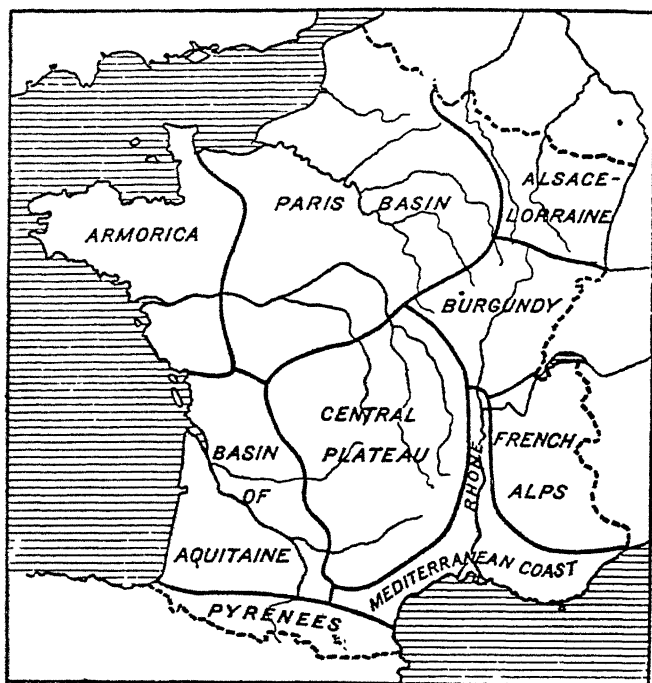 ALSACE-
LORRAINE
PARIS BASIN
ARMORICA
BURGUNDY
CENTRAL
PLATEAU
BASIN
OF
AQUITAINE
FRENCH
ALPS
RHONE
MEDITERRANEAN COAST
PYRENEES